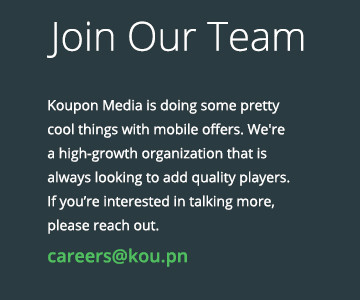 Join Our Team
Koupon Media is doing some pretty
cool things with mobile offers. We're
a high-growth organization that is
always looking to add quality players.
If you’re interested in talking more,
please reach out.
careers@kou.pn